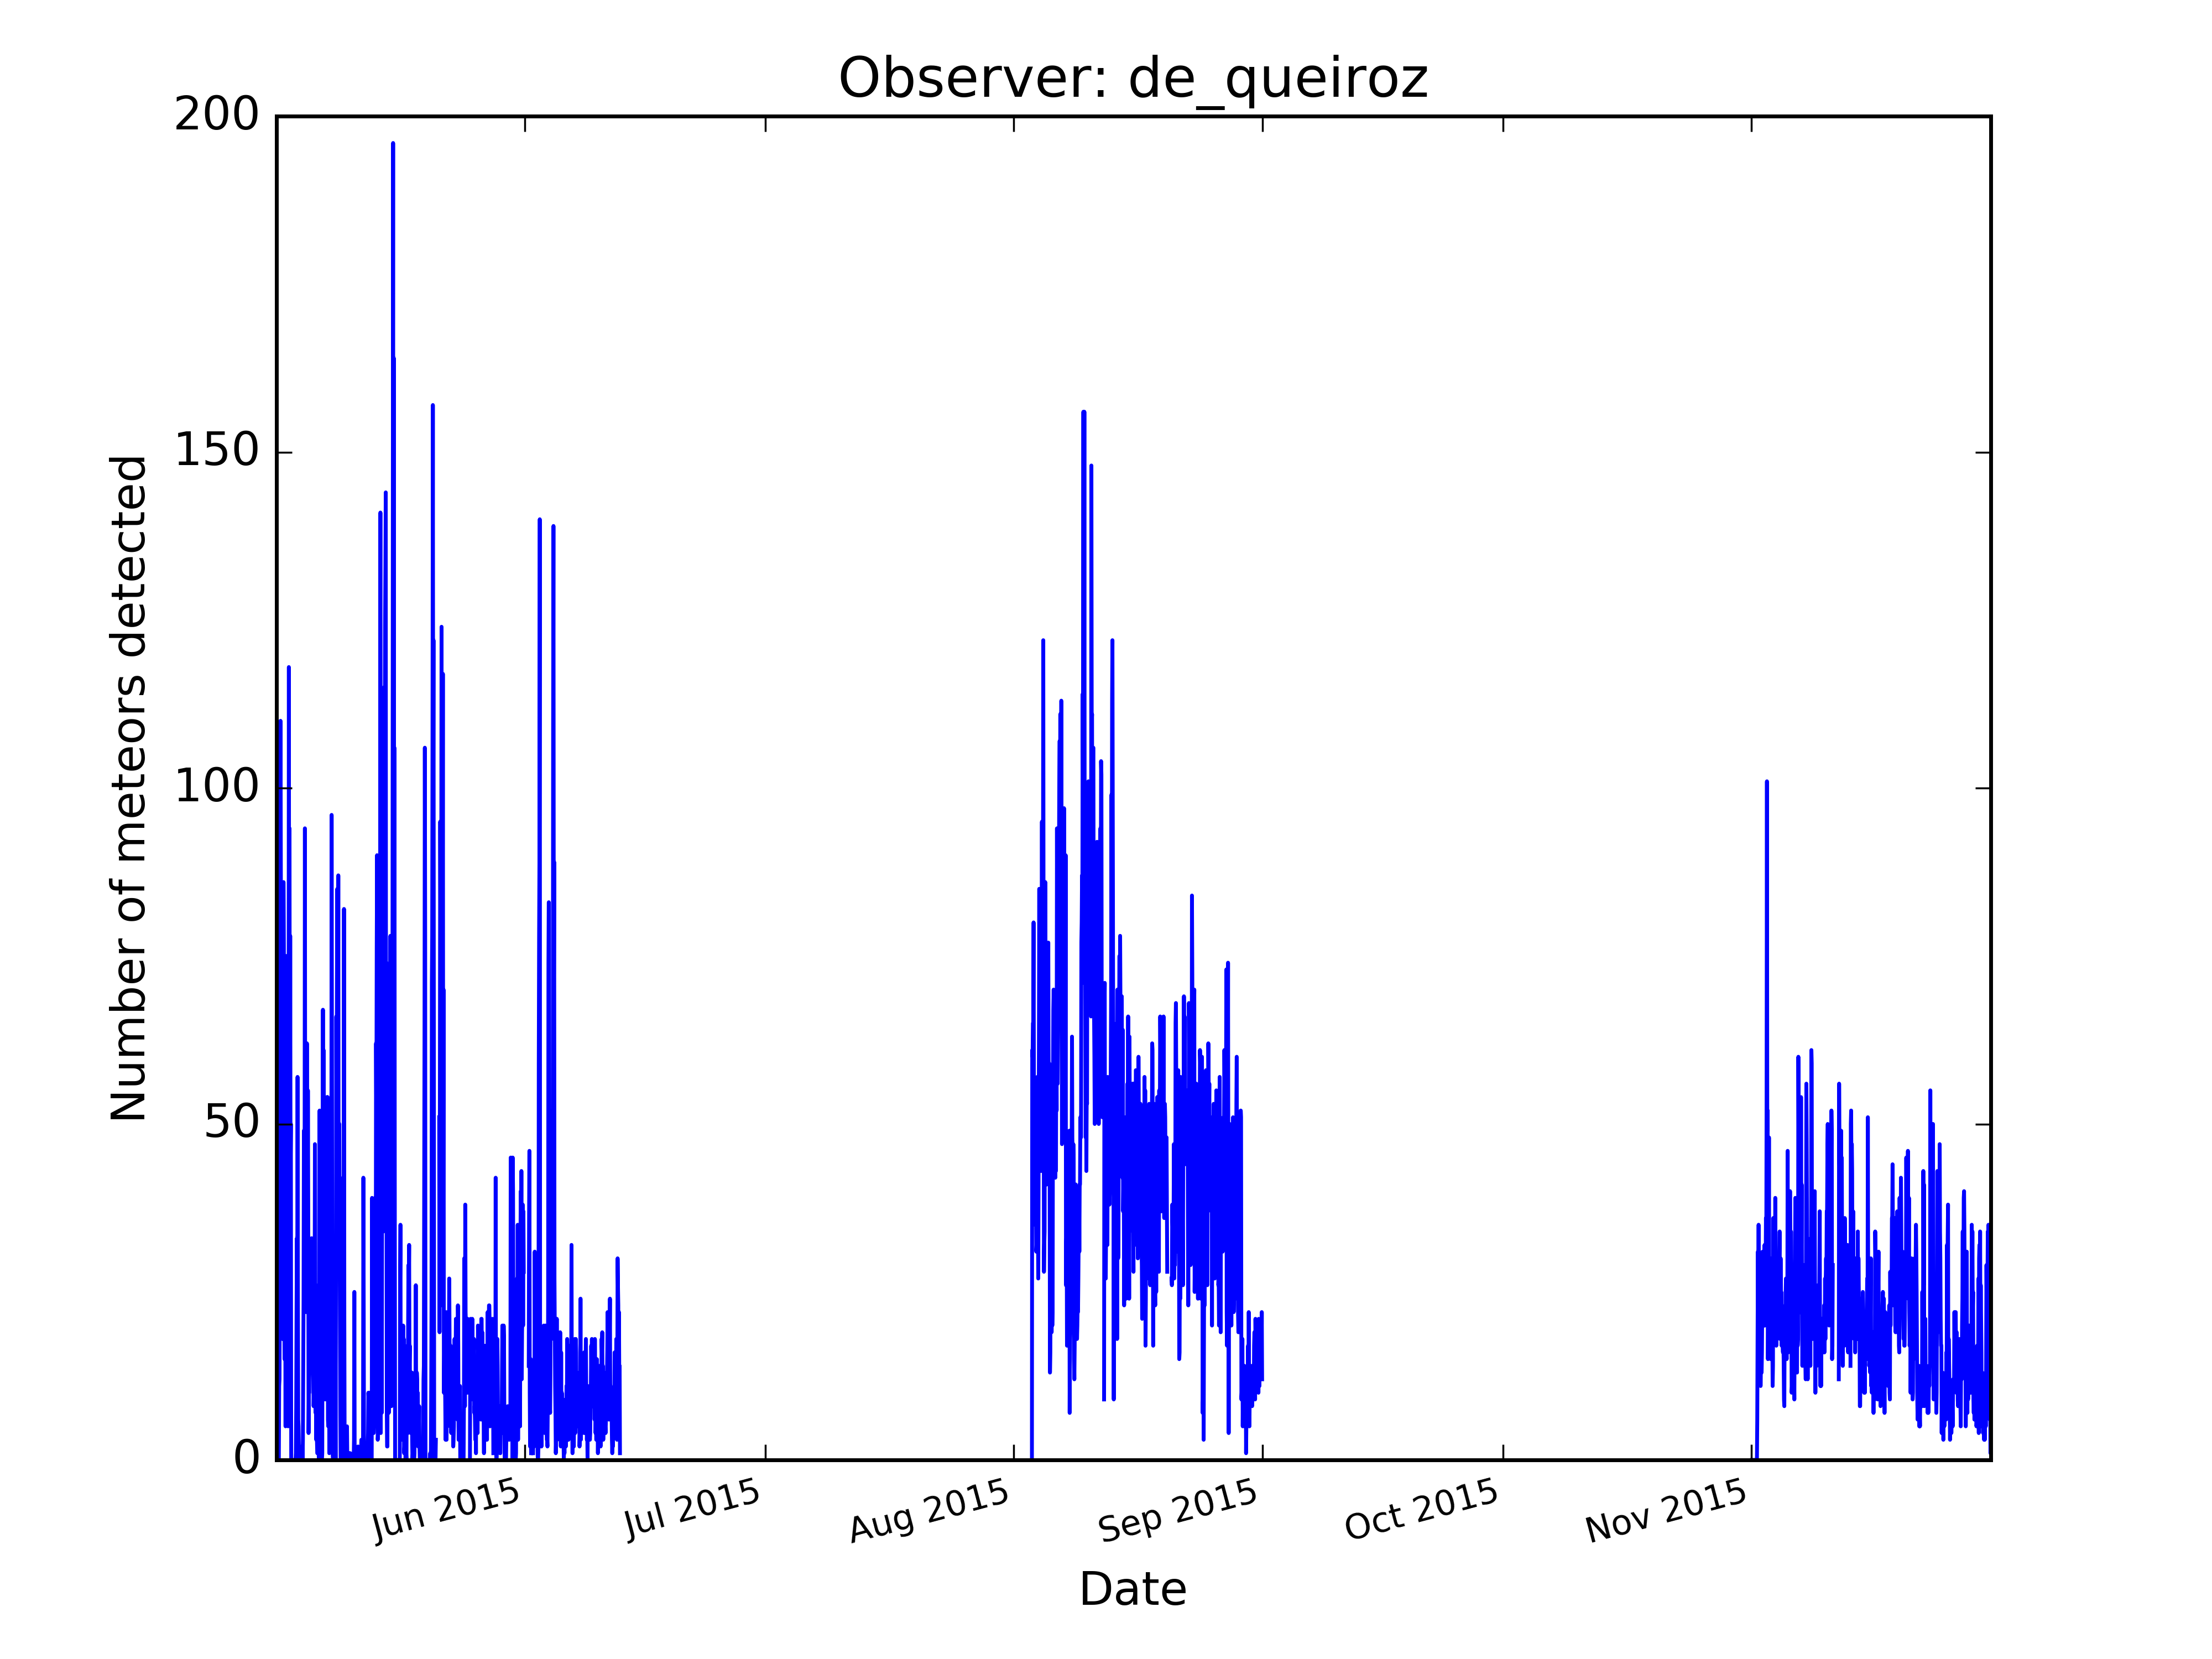 Observer: de_queiroz
Number of meteors detected
200
150
100
50
0
Jun 2015
Jul 2015
Aug 2015
Sep 2015
Oct 2015
Nov 2015
Date